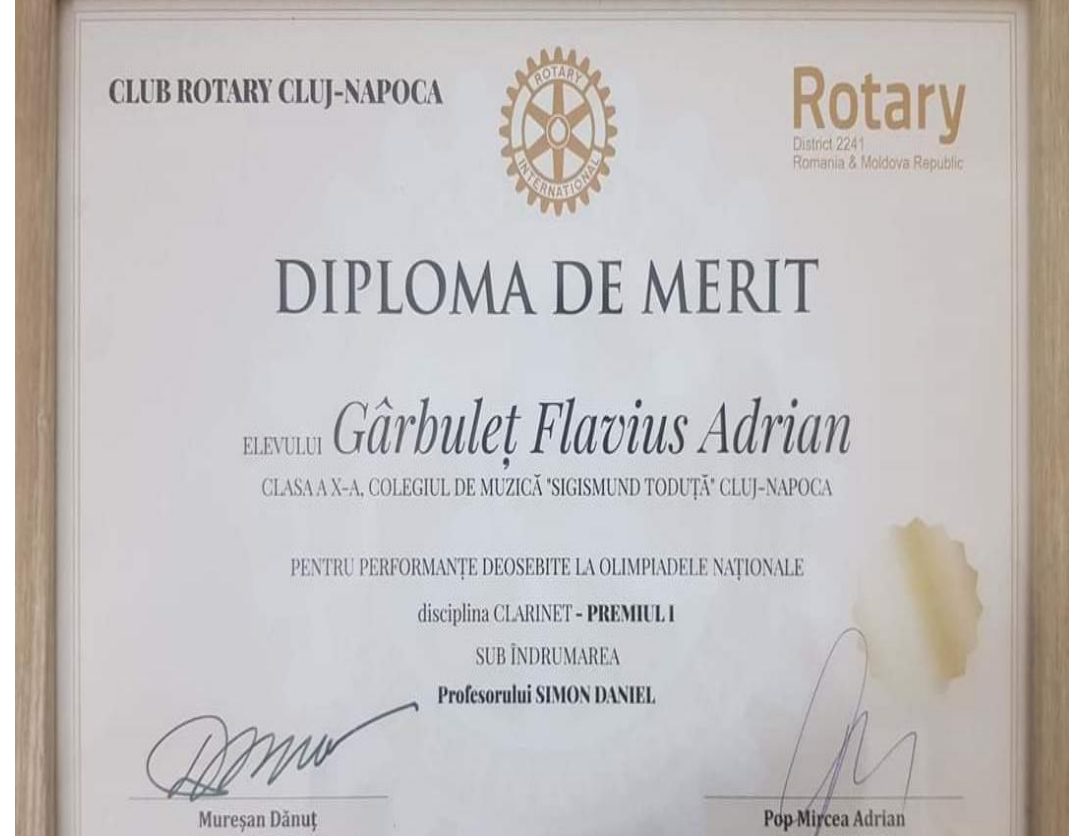 CLUB ROTARY CLUJ-NAPOCA
ROTARY
INTERNATIONAL
Rotary
District 2241
Romania & Moldova Republic
DIPLOMA DE MERIT
ELEVULUI Gârbuleț Flavius Adrian
CLASA A X-A, COLEGIUL DE MUZICĂ "SIGISMUND TODUȚĂ" CLUJ-NAPOCA
PENTRU PERFORMANȚE DEOSEBITE LA OLIMPIADELE NAȚIONALE
disciplina CLARINET - PREMIUL I
SUB ÎNDRUMAREA
Profesorului SIMON DANIEL
Mureșan Dănuț
Pop Mircea Adrian